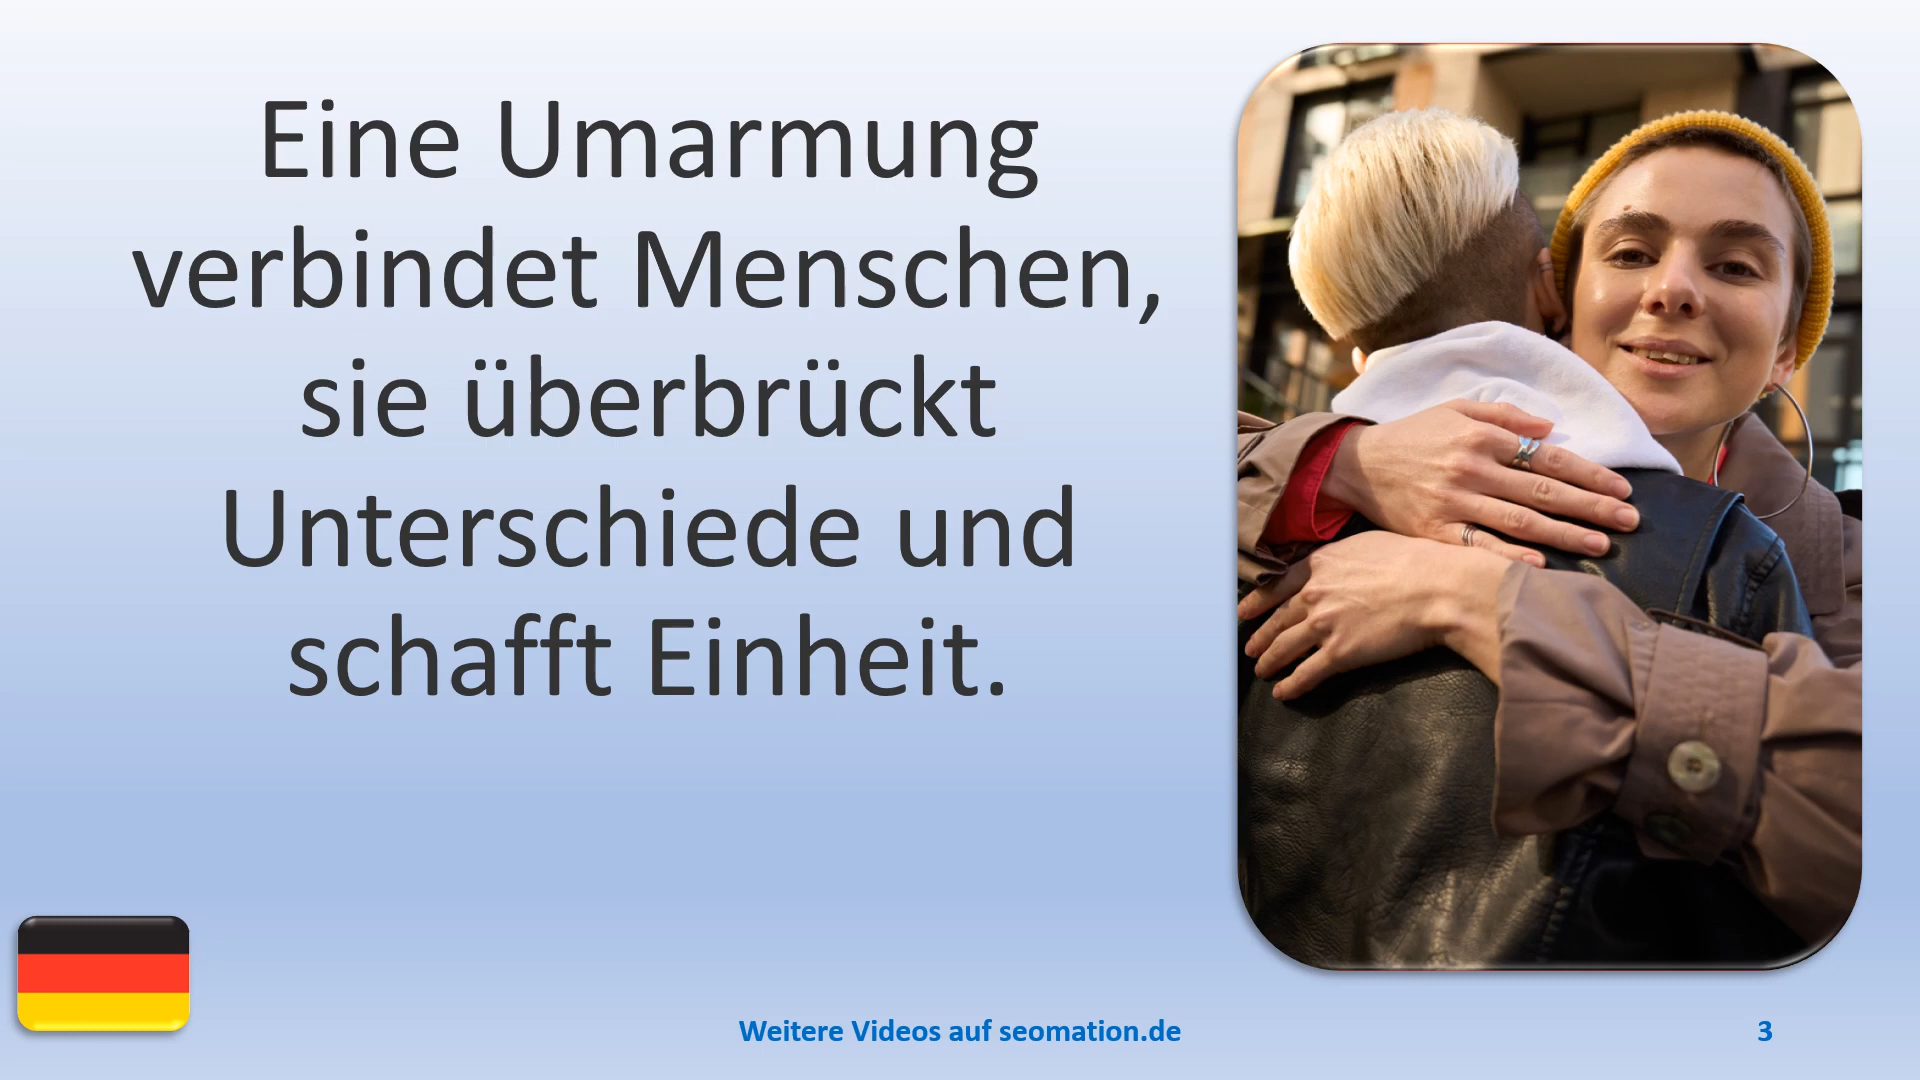 Eine Umarmung
verbindet Menschen,
sie überbrückt
Unterschiede und
schafft Einheit.
Weitere Videos auf seomation.de
3